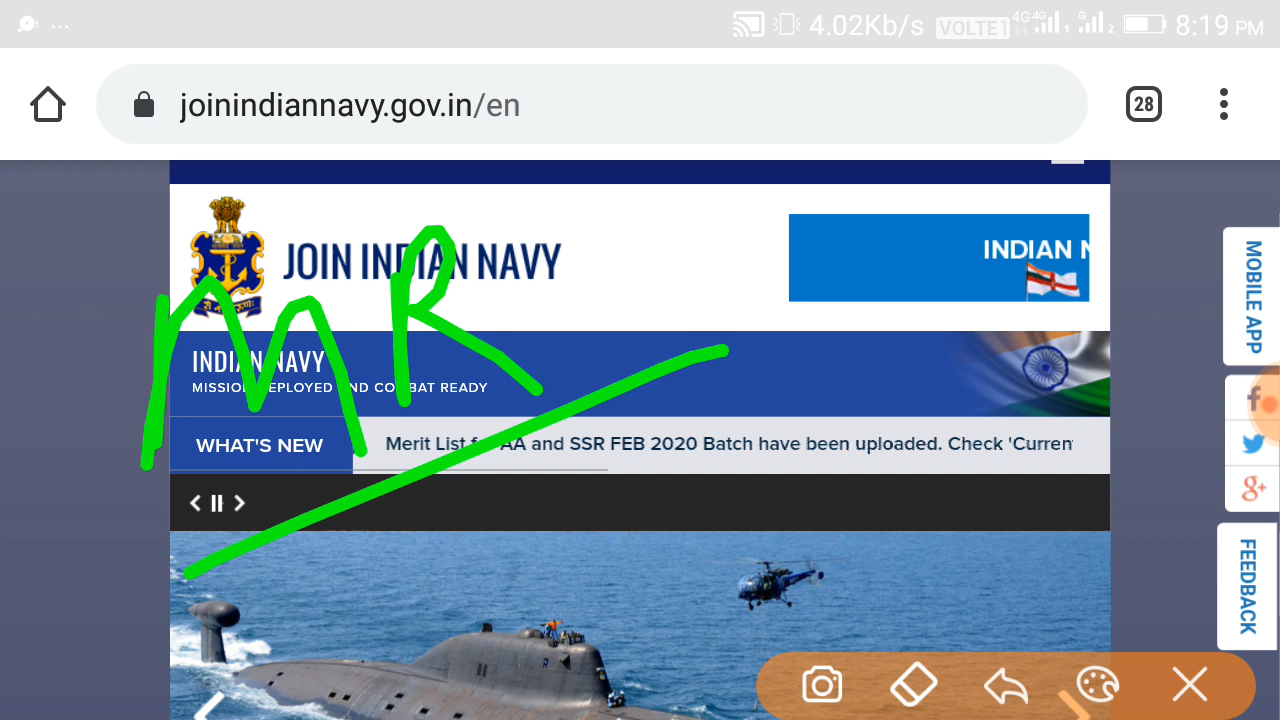 4.02Kb/s VOLTE1 4G 4G 1 G 2 8:19 PM
joinindiannavy.gov.in/en
28
JOIN INDIAN NAVY
INDIAN N
MR
INDIAN NAVY
MISSION DEPLOYED AND COMBAT READY
WHAT'S NEW
Merit List for AA and SSR FEB 2020 Batch have been uploaded. Check 'Curren
MOBILE APP
FEEDBACK